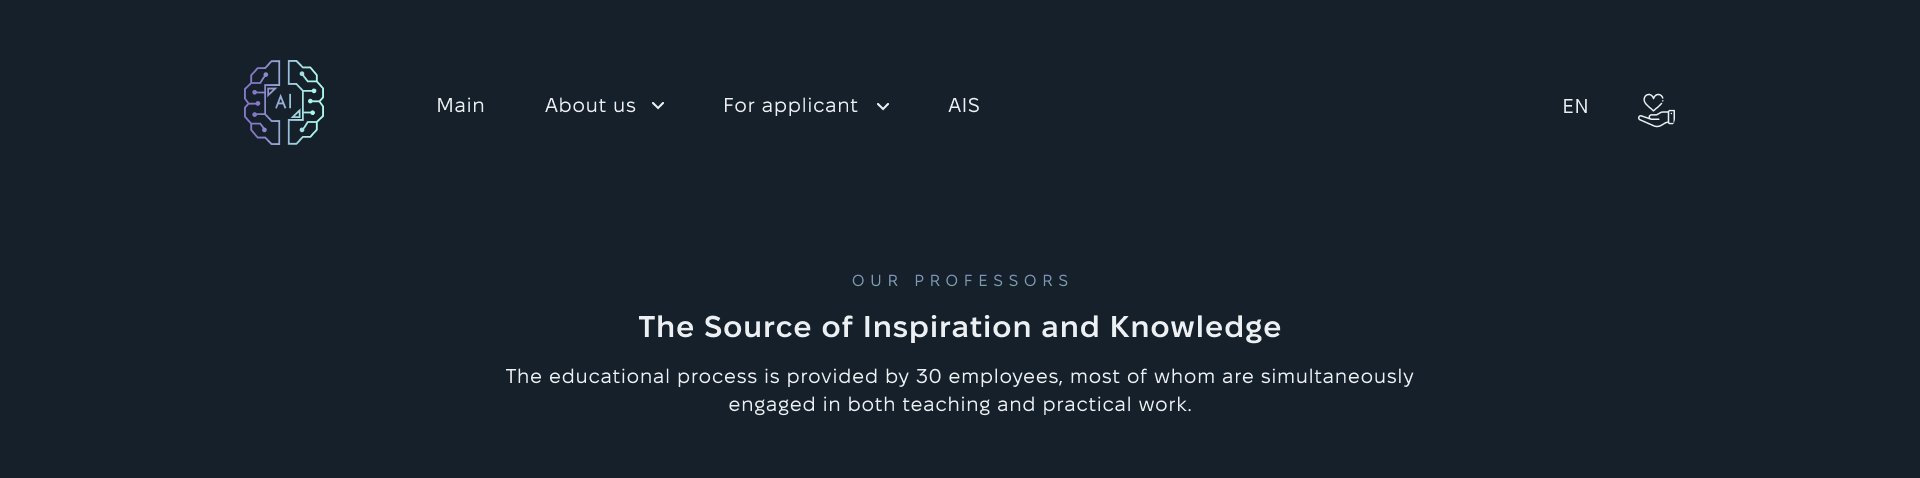 AI
Main
About us
For applicant
AIS
EN
OUR PROFESSORS
The Source of Inspiration and Knowledge
The educational process is provided by 30 employees, most of whom are simultaneously
engaged in both teaching and practical work.